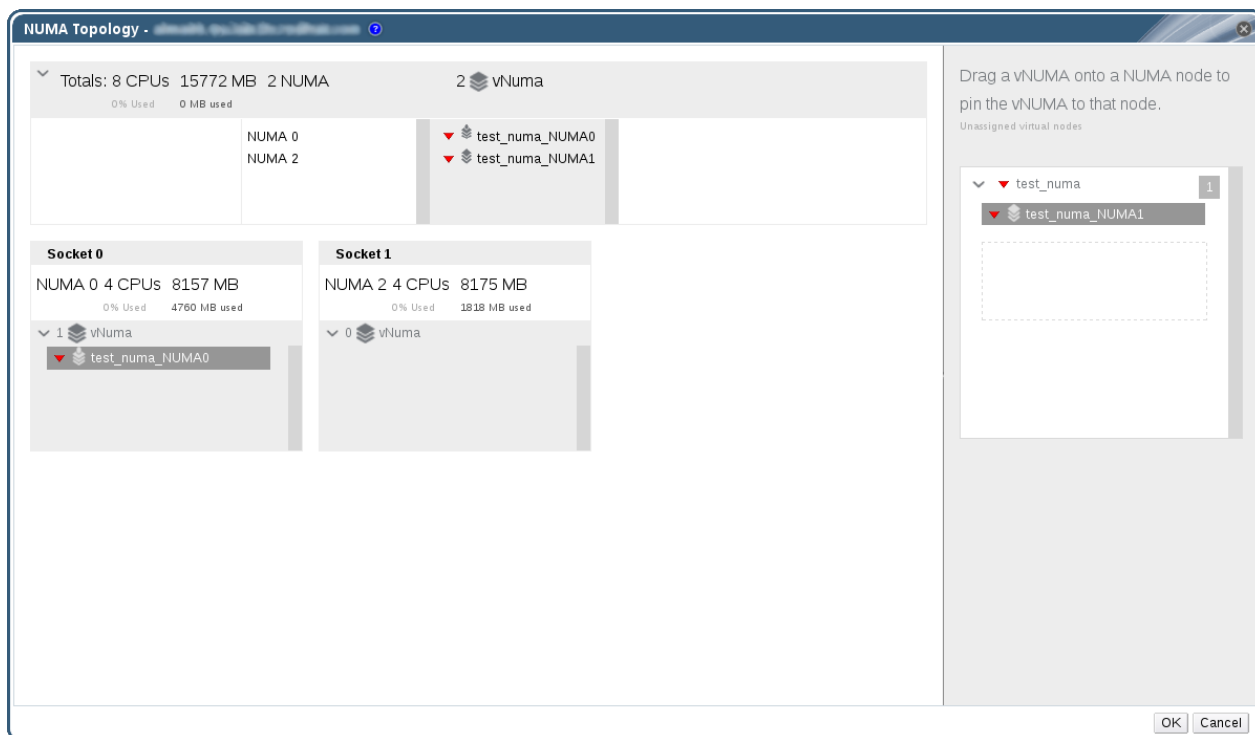 NUMA Topology -
Totals: 8 CPUs 15772 MB 2 NUMA 2 vNuma
0% Used 0 MB used
NUMA 0
NUMA 2
test_numa_NUMA0
test_numa_NUMA1
Socket 0
NUMA 0 4 CPUs 8157 MB
0% Used 4760 MB used
1 vNuma
test_numa_NUMA0
Socket 1
NUMA 2 4 CPUs 8175 MB
0% Used 1818 MB used
0 vNuma
Drag a vNUMA onto a NUMA node to
pin the vNUMA to that node.
Unassigned virtual nodes
test_numa 1
test_numa_NUMA1
OK Cancel